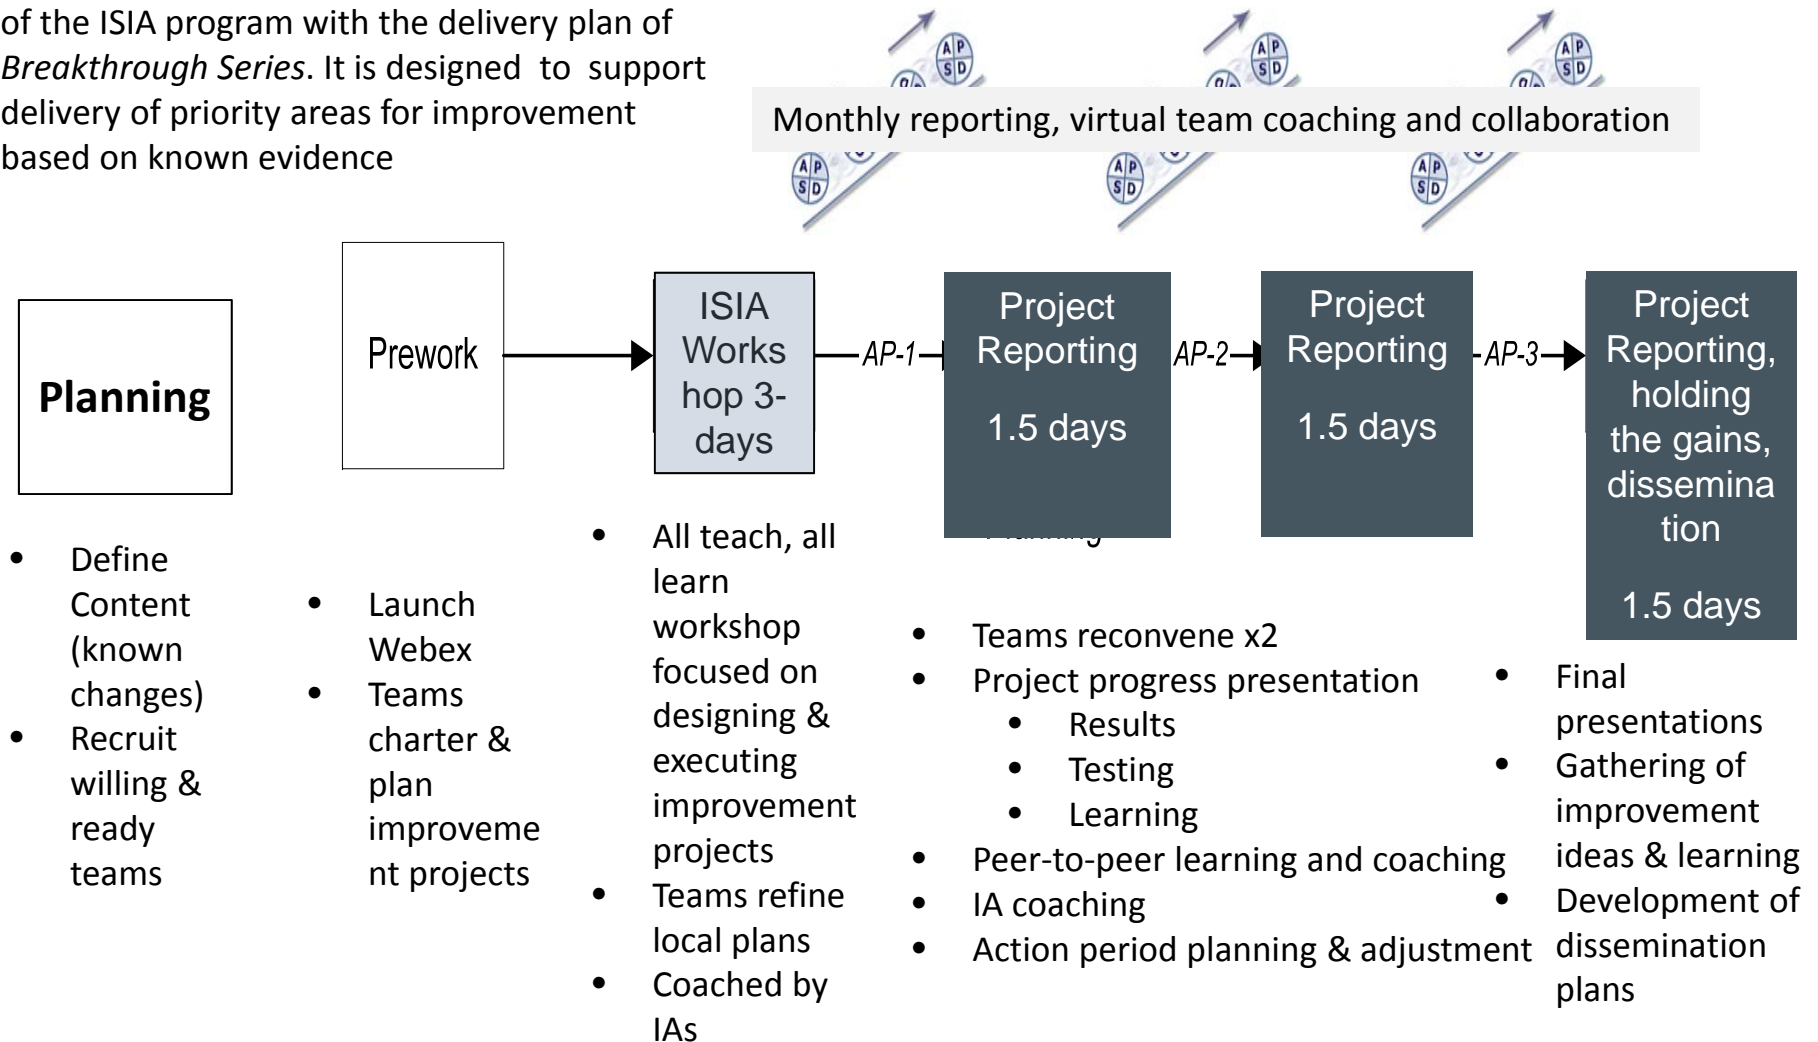 of the ISIA program with the delivery plan of
Breakthrough Series. It is designed to support
delivery of priority areas for improvement
based on known evidence
A P
S D
A P
S D
A P
S D
Monthly reporting, virtual team coaching and collaboration
A P
S D
A P
S D
A P
S D
Planning
Prework
ISIA
Works
hop 3-
days
AP-1
Project
Reporting
1.5 days
AP-2
Project
Reporting
1.5 days
AP-3
Project
Reporting,
holding
the gains,
dissemina
tion
1.5 days
• Define
Content
(known
changes)
• Recruit
willing &
ready
teams
• Launch
Webex
• Teams
charter &
plan
improveme
nt projects
• All teach, all
learn
workshop
focused on
designing &
executing
improvement
projects
• Teams refine
local plans
• Coached by
IAs
• Teams reconvene x2
• Project progress presentation
• Results
• Testing
• Learning
• Peer-to-peer learning and coaching
• IA coaching
• Action period planning & adjustment
• Final
presentations
• Gathering of
improvement
ideas & learning
• Development of
dissemination
plans